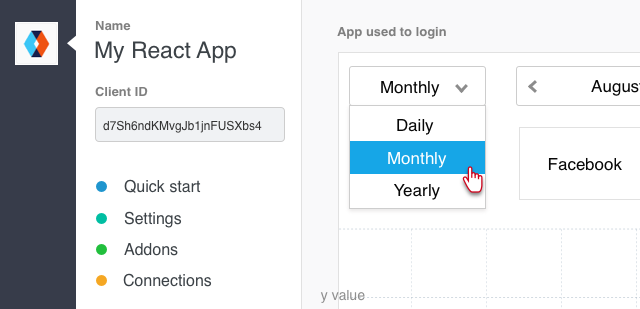 Name
My React App
Client ID
d7Sh6ndKMvgJb1jnFUSXbs4
Quick start
Settings
Addons
Connections
App used to login
Monthly
Daily
Monthly
Yearly
August
Facebook
y value